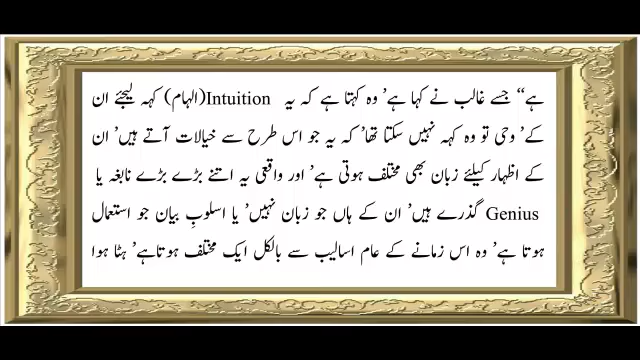 ہے‘‘ جسے غالب نے کہا ہے’ وہ کہتا ہے کہ یہ Intuition(الہام) کہہ لیجئے ان
کے’ وحی تو وہ کہہ نہیں سکتا تھا’ کہ یہ جو اس طرح سے خیالات آتے ہیں’ ان
کے اظہار کیلئے زبان بھی مختلف ہوتی ہے’ اور واقعی یہ اتنے بڑے بڑے نابغہ یا
Genius گذرے ہیں’ ان کے ہاں جو زبان نہیں’ یا اسلوبِ بیان جو استعمال
ہوتا ہے’ وہ اس زمانے کے عام اسالیب سے بالکل ایک مختلف ہوتاہے’ ہٹا ہوا